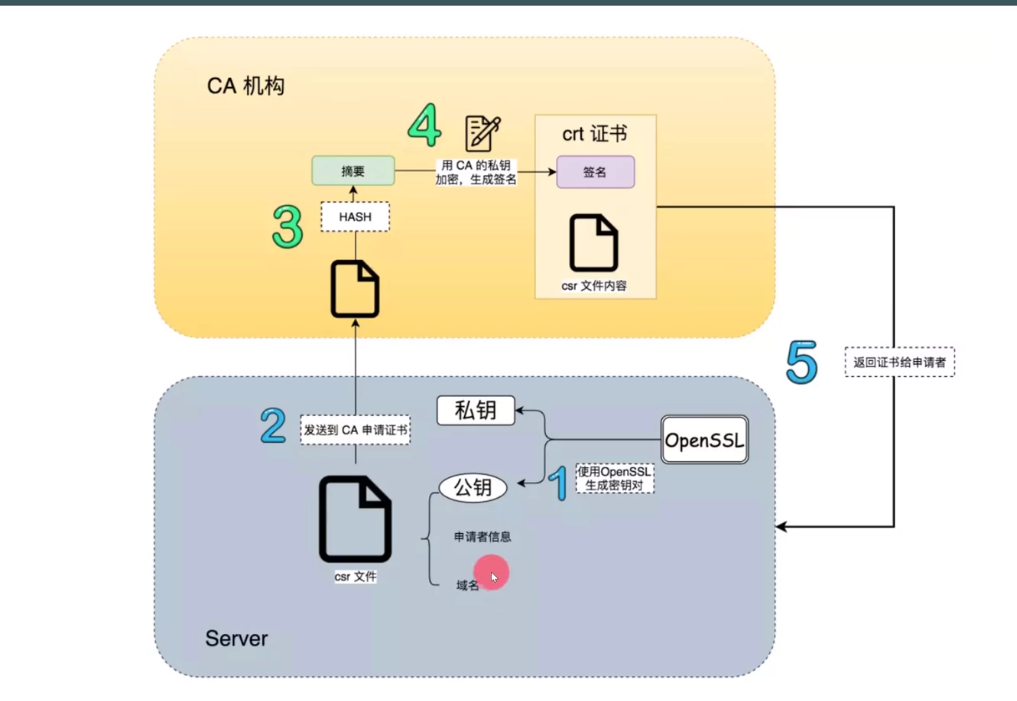 CA 机构
4
crt 证书
摘要
用 CA 的私钥
加密，生成签名
签名
3
HASH
csr 文件内容
5
返回证书给申请者
2
发送到 CA 申请证书
私钥
OpenSSL
1
使用OpenSSL
生成密钥对
公钥
申请者信息
csr 文件
域名
Server